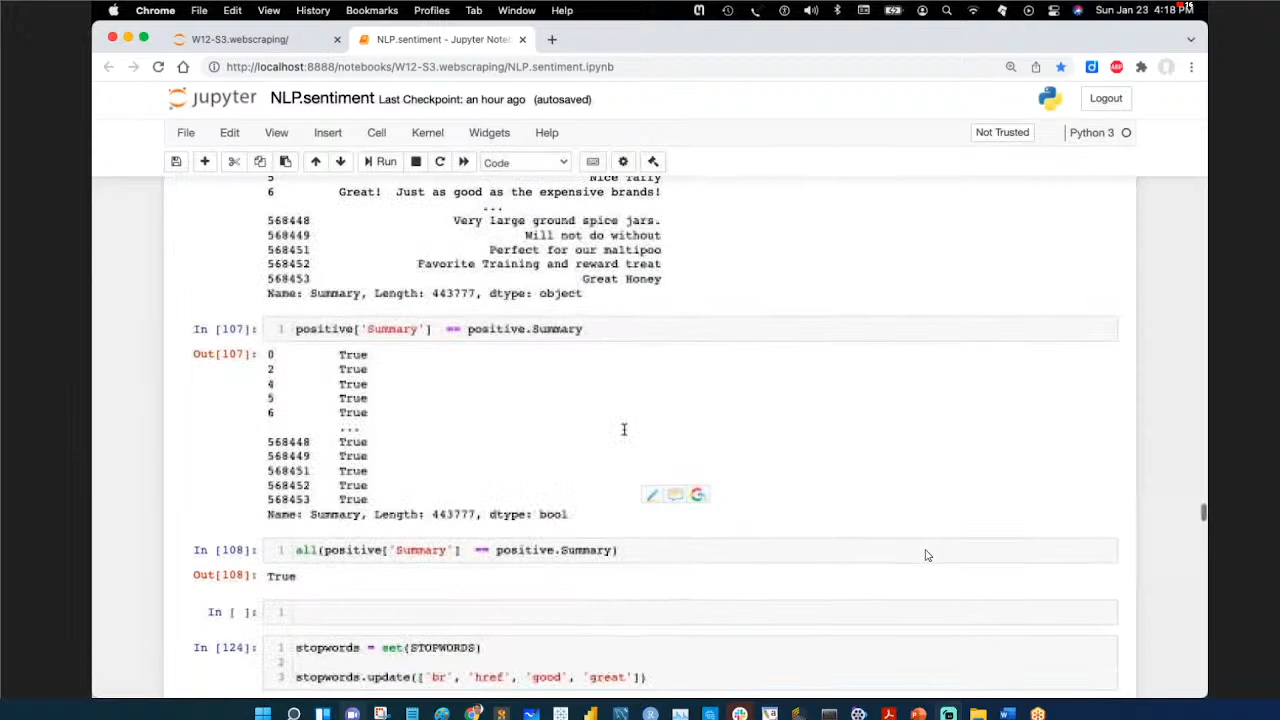 Chrome File Edit View History Bookmarks Profiles Tab Window Help Sun Jan 23 4:18 PM
W12-S3.webscraping/ NLP.sentiment - Jupyter Noteb
http://localhost:8888/notebooks/W12-S3.webscraping/NLP.sentiment.ipynb
jupyter NLP.sentiment Last Checkpoint: an hour ago (autosaved) Logout
File Edit View Insert Cell Kernel Widgets Help Not Trusted Python 3
Run Code
5 Nice Taffy
6 Great! Just as good as the expensive brands!
...
568448 Very large ground spice jars.
568449 Will not do without
568451 Perfect for our maltipoo
568452 Favorite Training and reward treat
568453 Great Honey
Name: Summary, Length: 443777, dtype: object
In [107]: 1 positive['Summary'] == positive.Summary
Out[107]: 0 True
2 True
4 True
5 True
6 True
...
568448 True
568449 True
568451 True
568452 True
568453 True
Name: Summary, Length: 443777, dtype: bool
In [108]: 1 all(positive['Summary'] == positive.Summary)
Out[108]: True
In [ ]: 1
In [124]: 1 stopwords = set(STOPWORDS)
2
3 stopwords.update(['br', 'href', 'good', 'great'])